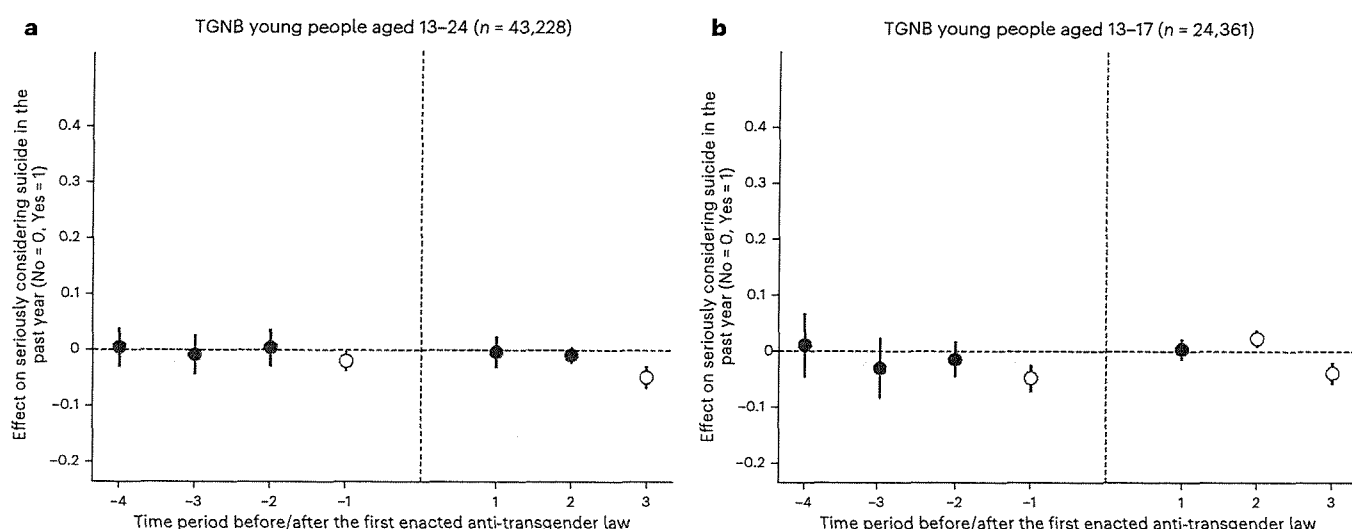 a
TGNB young people aged 13–24 (n = 43,228)
Effect on seriously considering suicide in the
past year (No = 0, Yes = 1)
0.4
0.3
0.2
0.1
0
–0.1
–0.2
–4 –3 –2 –1 1 2 3
Time period before/after the first enacted anti-transgender law
b
TGNB young people aged 13–17 (n = 24,361)
Effect on seriously considering suicide in the
past year (No = 0, Yes = 1)
0.4
0.3
0.2
0.1
0
–0.1
–0.2
–4 –3 –2 –1 1 2 3
Time period before/after the first enacted anti-transgender law